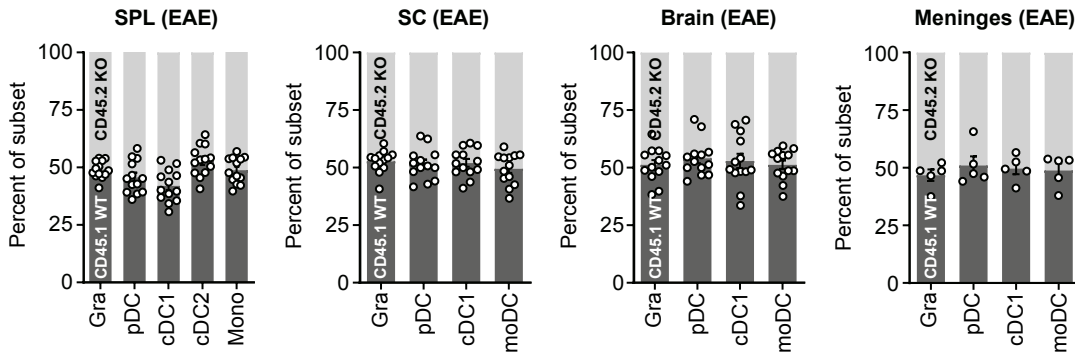 SPL (EAE)
Percent of subset
100
75
50
25
0
CD45.2 KO
CD45.1 WT
Gra
pDC
cDC1
cDC2
Mono
SC (EAE)
Percent of subset
100
75
50
25
0
CD45.2 KO
CD45.1 WT
Gra
pDC
cDC1
moDC
Brain (EAE)
Percent of subset
100
75
50
25
0
CD45.2 KO
CD45.1 WT
Gra
pDC
cDC1
moDC
Meninges (EAE)
Percent of subset
100
75
50
25
0
CD45.2 KO
CD45.1 WT
Gra
pDC
cDC1
moDC